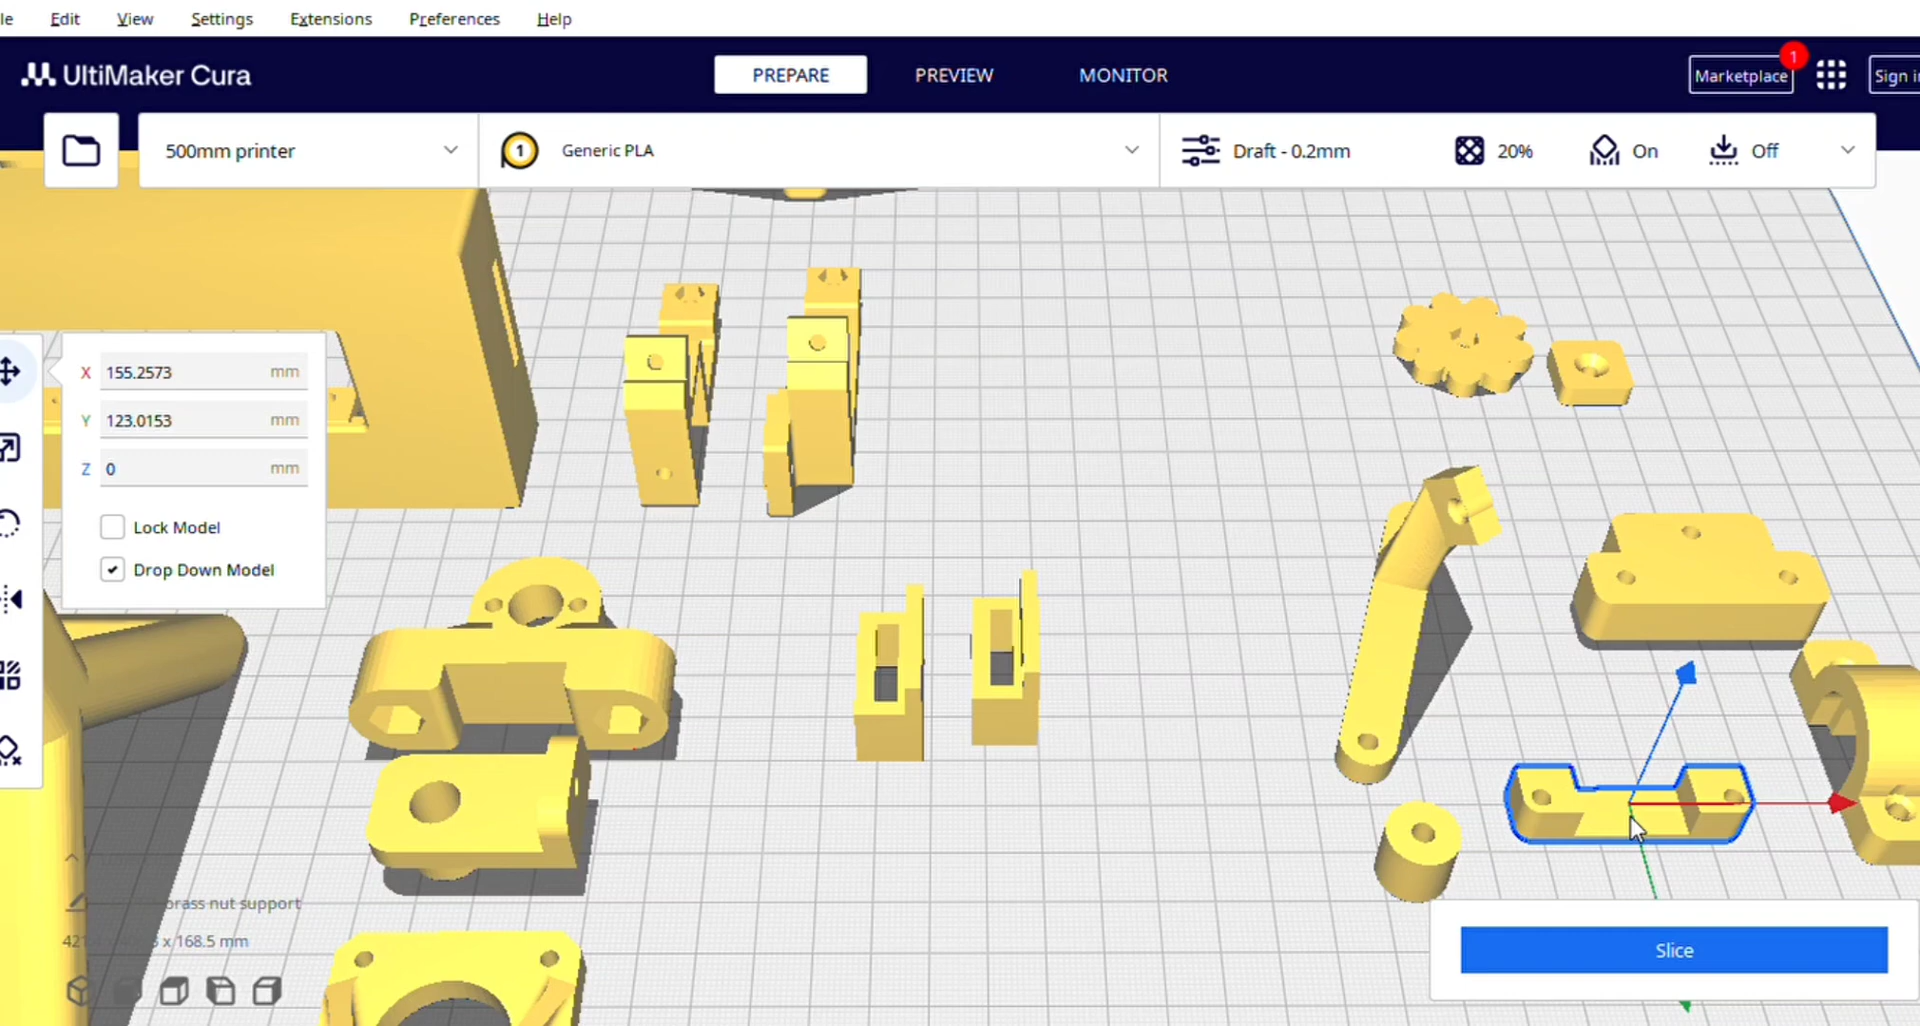 le Edit View Settings Extensions Preferences Help
UltiMaker Cura PREPARE PREVIEW MONITOR Marketplace 1 Sign i
500mm printer 1 Generic PLA Draft - 0.2mm 20% On Off
X 155.2573 mm
Y 123.0153 mm
Z 0 mm
Lock Model
Drop Down Model
brass nut support
x 168.5 mm
Slice